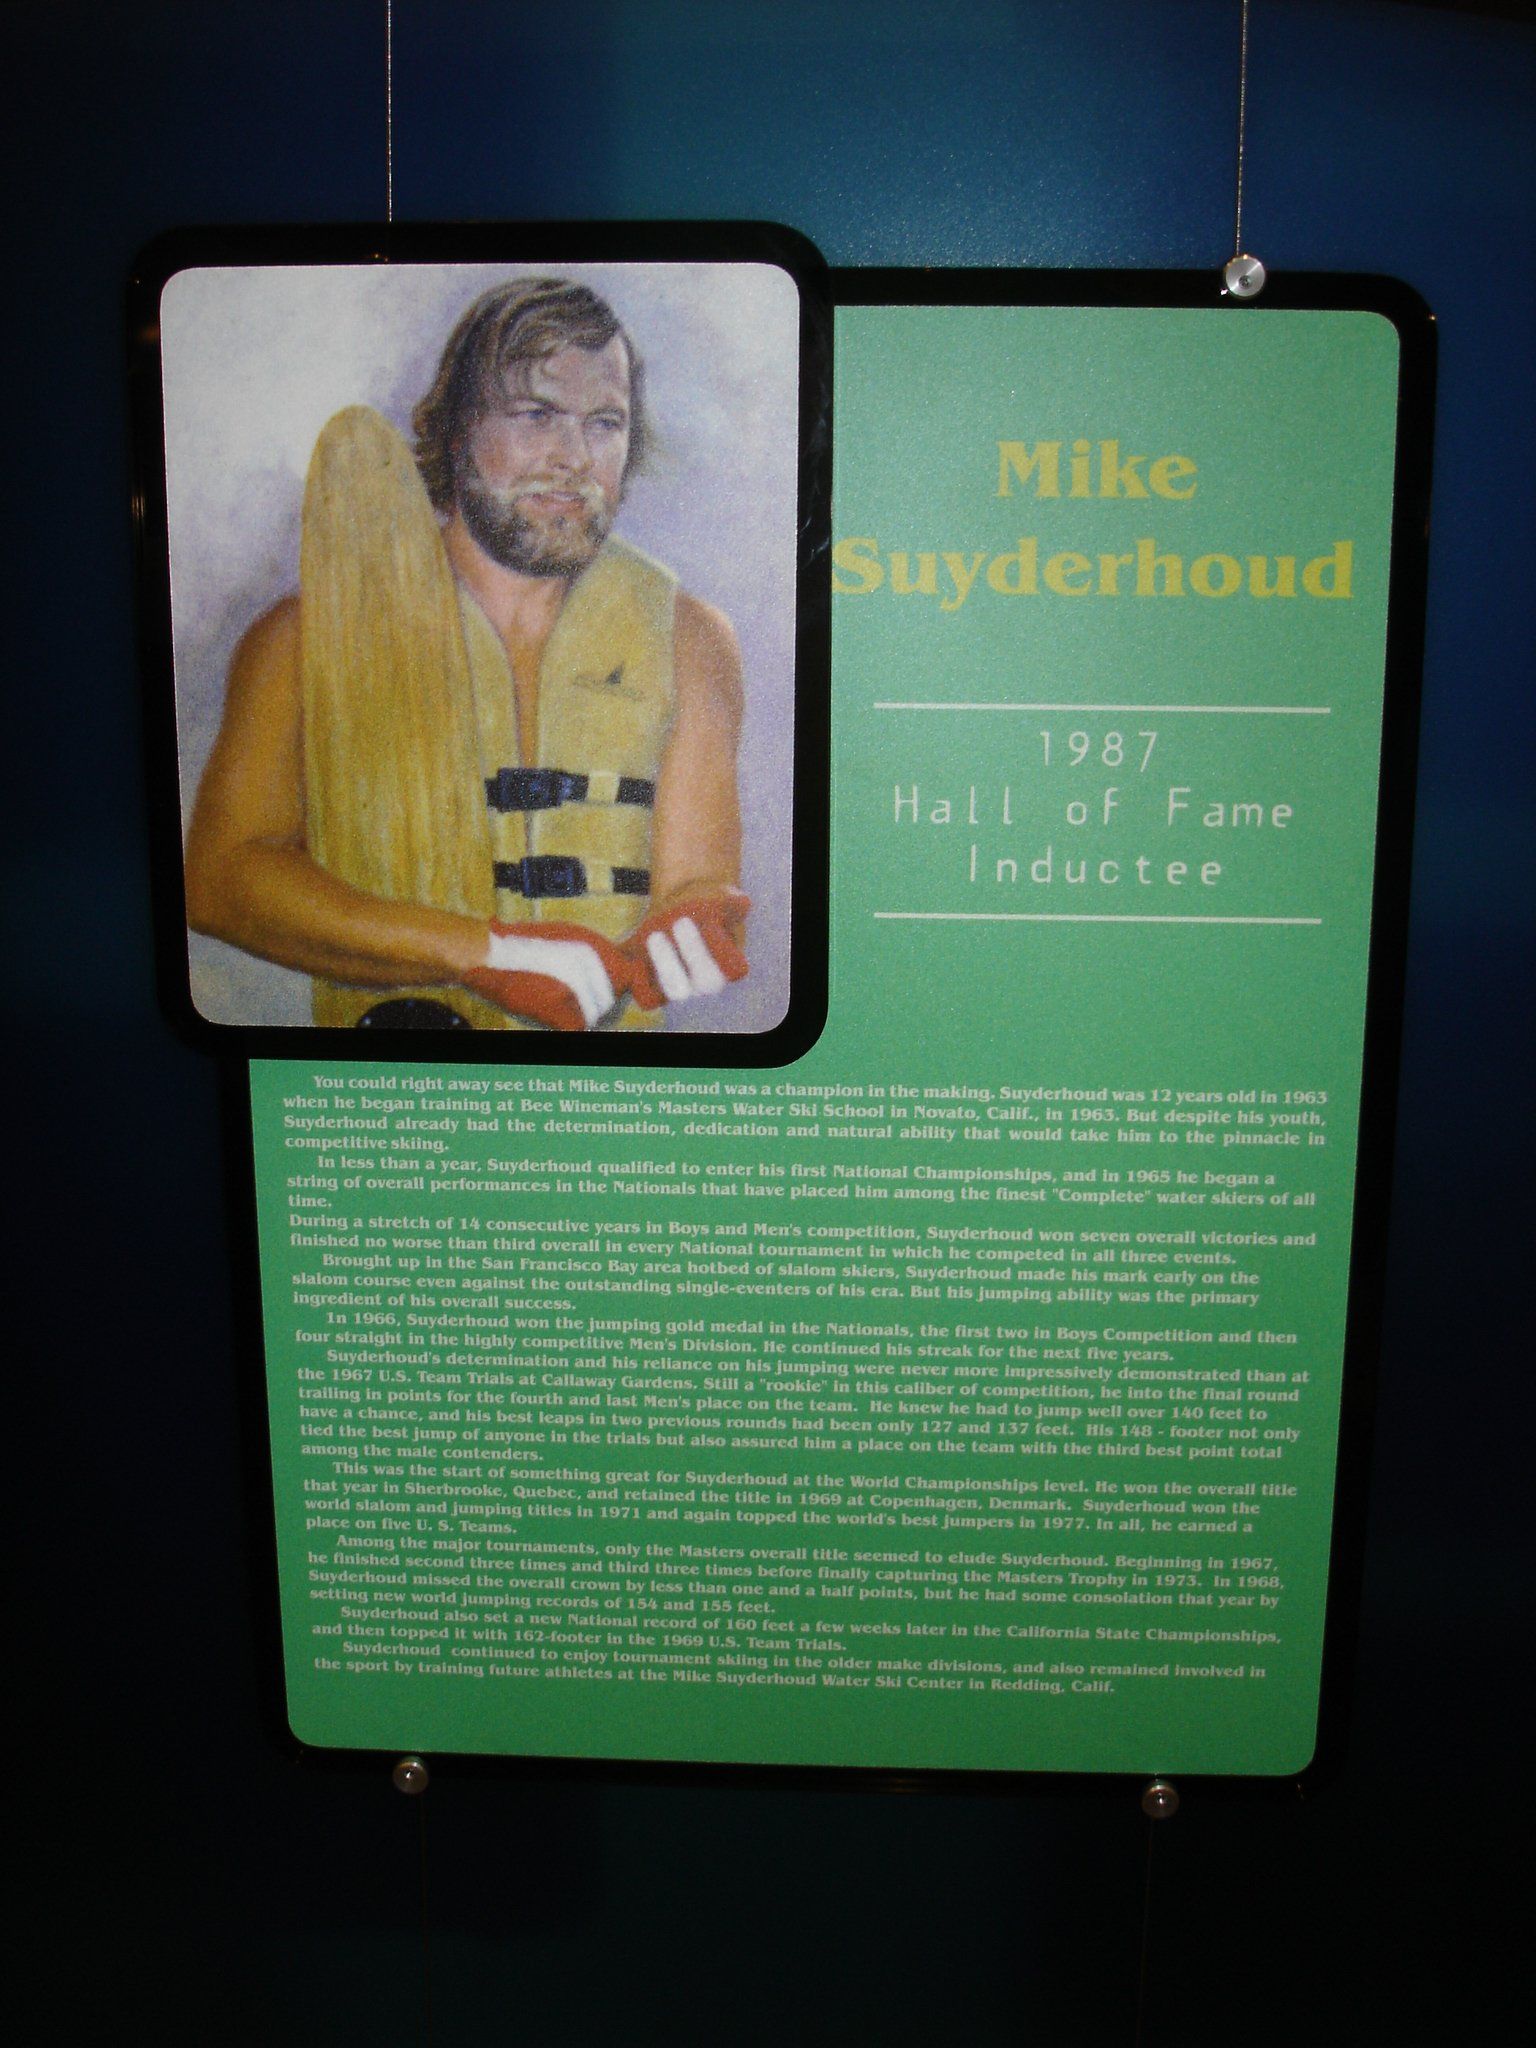 Mike
Suyderhoud
1987
Hall of Fame
Inductee
You could right away see that Mike Suyderhoud was a champion in the making. Suyderhoud was 12 years old in 1963
when he began training at Bee Wineman's Masters Water Ski School in Novato, Calif., in 1963. But despite his youth,
Suyderhoud already had the determination, dedication and natural ability that would take him to the pinnacle in
competitive skiing.
In less than a year, Suyderhoud qualified to enter his first National Championships, and in 1965 he began a
string of overall performances in the Nationals that have placed him among the finest "Complete" water skiers of all
time.
During a stretch of 14 consecutive years in Boys and Men's competition, Suyderhoud won seven overall victories and
finished no worse than third overall in every National tournament in which he competed in all three events.
Brought up in the San Francisco Bay area hotbed of slalom skiers, Suyderhoud made his mark early on the
slalom course even against the outstanding single-eventers of his era. But his jumping ability was the primary
ingredient of his overall success.
In 1966, Suyderhoud won the jumping gold medal in the Nationals, the first two in Boys Competition and then
four straight in the highly competitive Men's Division. He continued his streak for the next five years.
Suyderhoud's determination and his reliance on his jumping were never more impressively demonstrated than at
the 1967 U.S. Team Trials at Callaway Gardens. Still a "rookie" in this caliber of competition, he into the final round
trailing in points for the fourth and last Men's place on the team. He knew he had to jump well over 140 feet to
have a chance, and his best leaps in two previous rounds had been only 127 and 137 feet. His 148 - footer not only
tied the best jump of anyone in the trials but also assured him a place on the team with the third best point total
among the male contenders.
This was the start of something great for Suyderhoud at the World Championships level. He won the overall title
that year in Sherbrooke, Quebec, and retained the title in 1969 at Copenhagen, Denmark. Suyderhoud won the
world slalom and jumping titles in 1971 and again topped the world's best jumpers in 1977. In all, he earned a
place on five U. S. Teams.
Among the major tournaments, only the Masters overall title seemed to elude Suyderhoud. Beginning in 1967,
he finished second three times and third three times before finally capturing the Masters Trophy in 1973. In 1968,
Suyderhoud missed the overall crown by less than one and a half points, but he had some consolation that year by
setting new world jumping records of 154 and 155 feet.
Suyderhoud also set a new National record of 160 feet a few weeks later in the California State Championships,
and then topped it with 162-footer in the 1969 U.S. Team Trials.
Suyderhoud continued to enjoy tournament skiing in the older make divisions, and also remained involved in
the sport by training future athletes at the Mike Suyderhoud Water Ski Center in Redding, Calif.